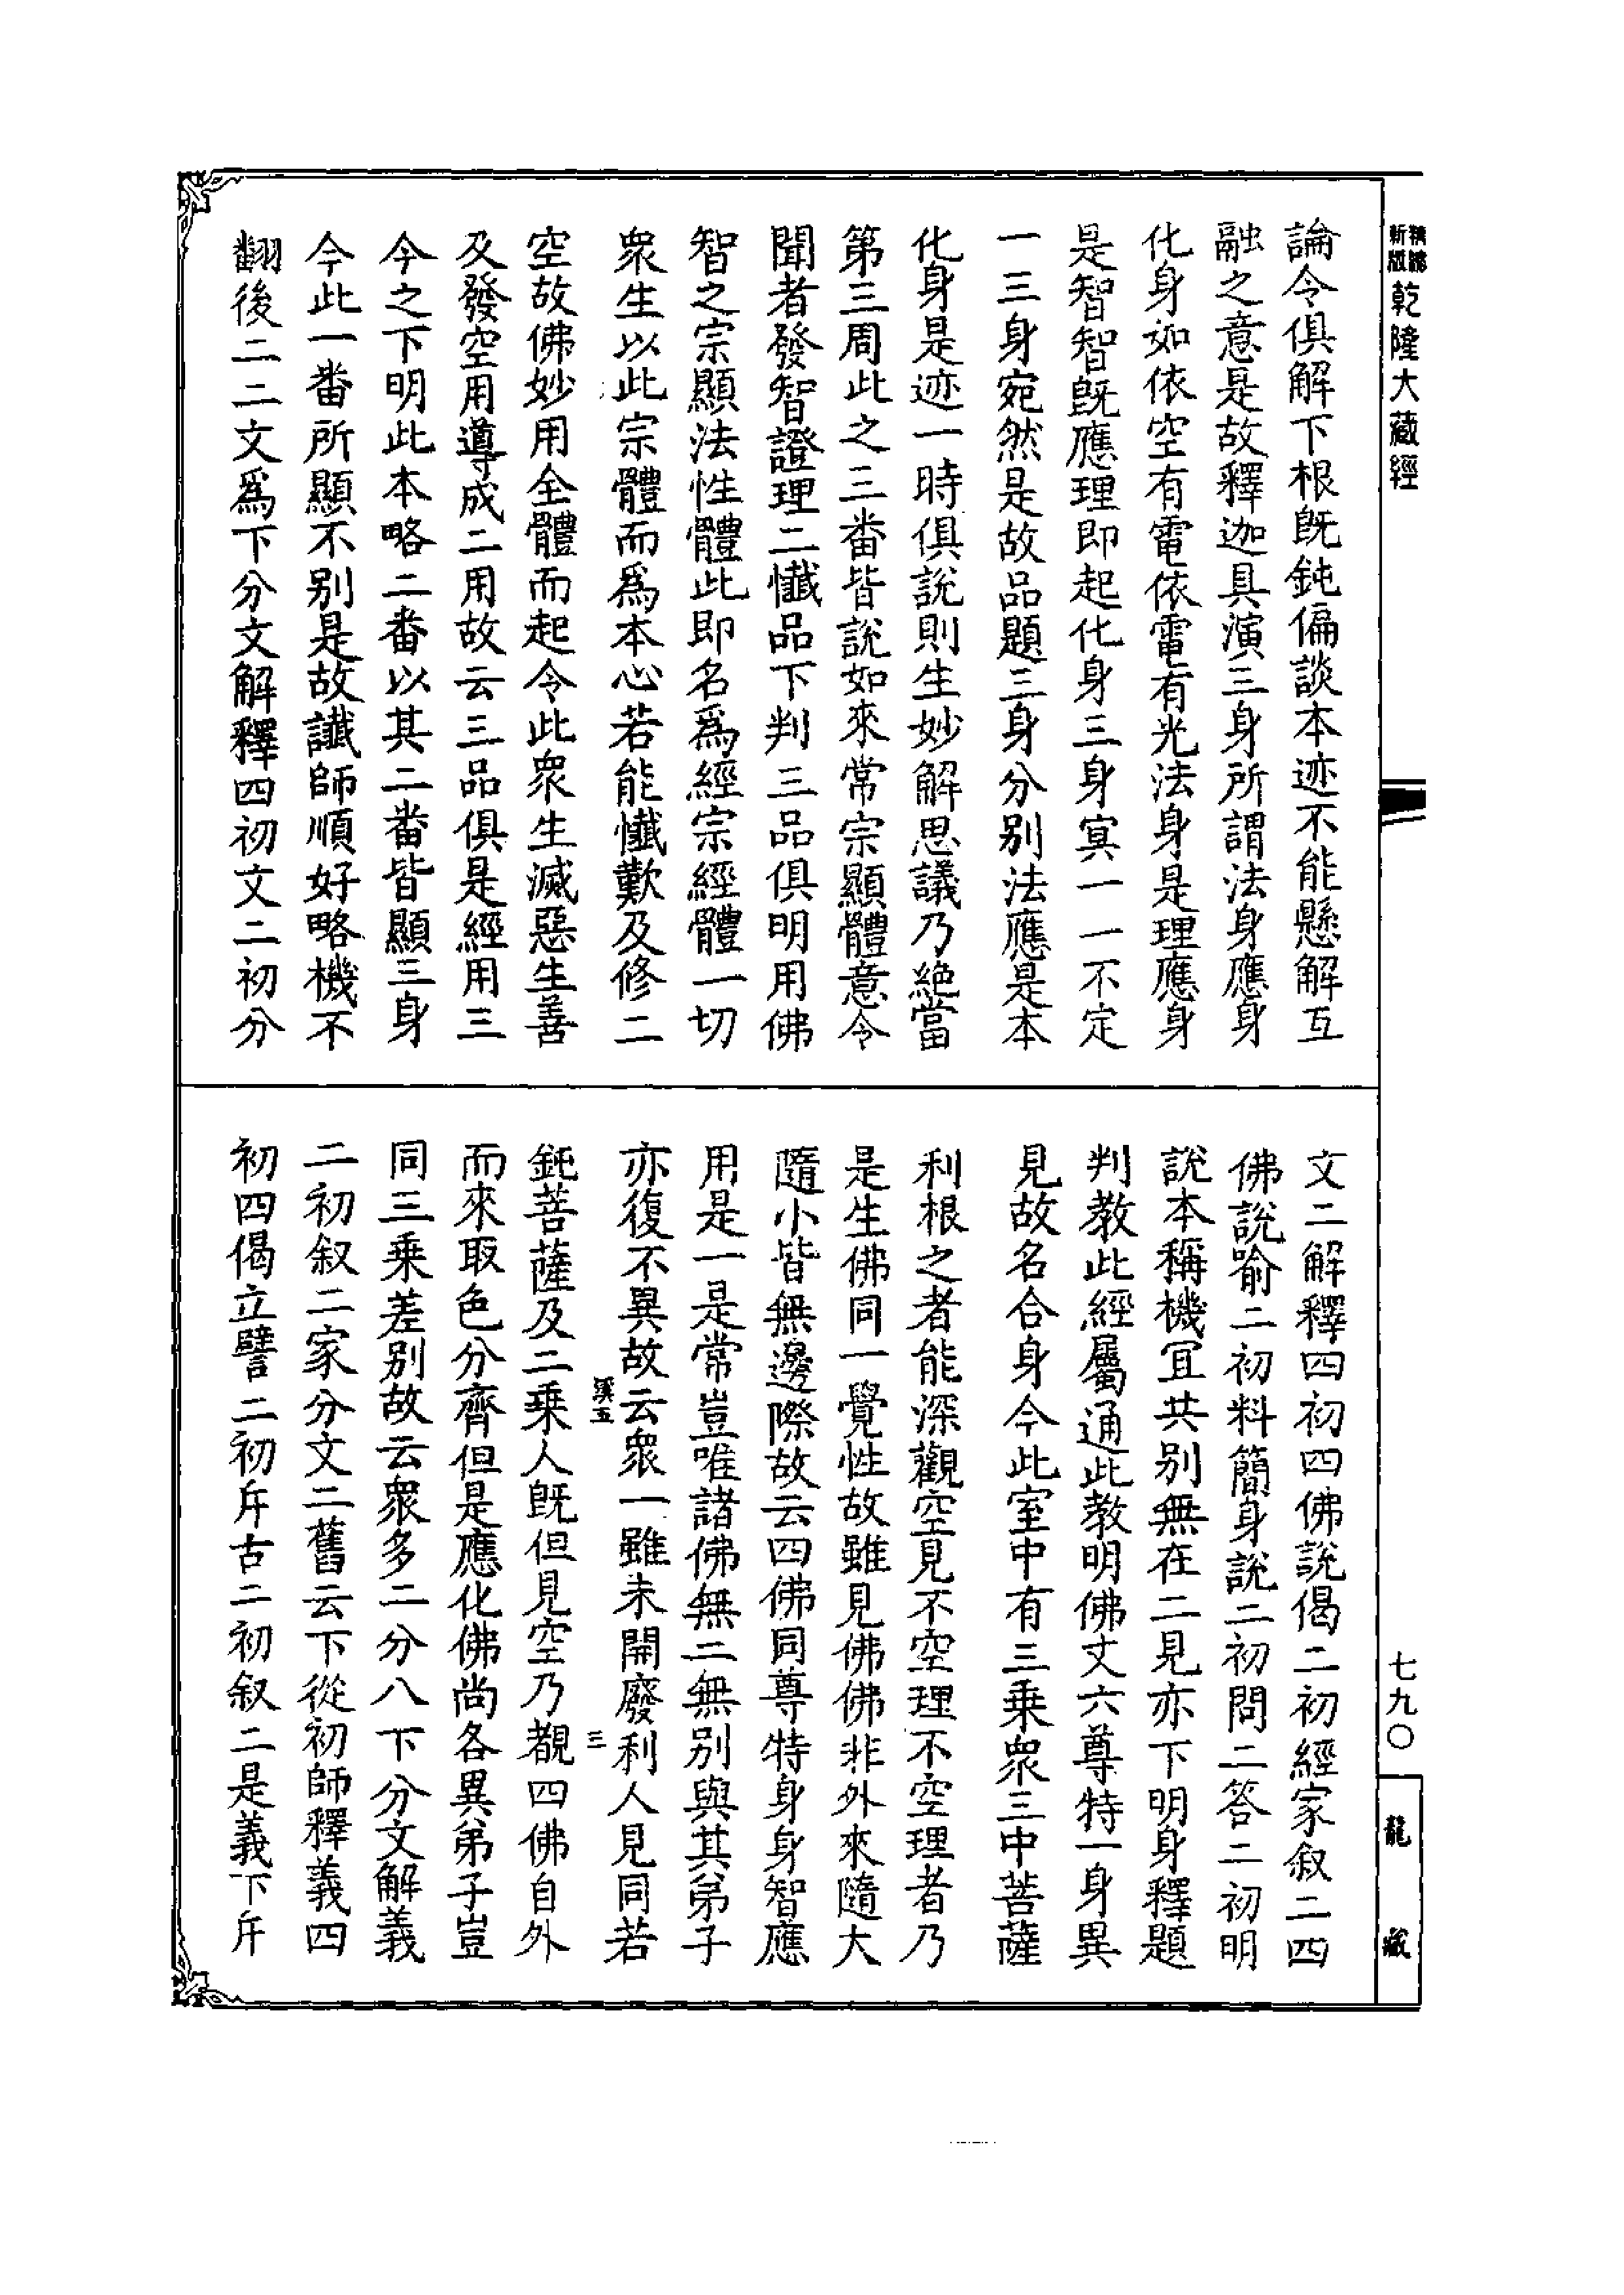 乾隆大藏經
論令俱解下根旣鈍偏談本迹不能懸解互
融之意是故釋迦具演三身所謂法身應身
化身如依空有電依電有光法身是理應身
是智智旣應理即起化身三身寅一一不定
一三身宛然是故品題三身分別法應是本
化身是迹一時俱說則生妙解思議乃絕當
第三周此之三番皆說如來常宗顯體意令
聞者發智證理二懺品下判三品俱明用佛
智之宗顯法性體此即名爲經宗經體一切
衆生以此宗體而爲本心若能懺歎及修二
空故佛妙用全體而起令此衆生滅惡生善
及發空用導成二用故云三品俱是經用三
今之下明此本略二番以其二番皆顯三身
今此一番所顯不別是故讖師順好略機不
翻後二二文爲下分文解釋四初文二初分
文二解釋四初四佛說偈二初經家叙二四
佛說喻二初料簡身說二初問二答二初明
說本稱機冝共別無在二見亦下明身釋題
判教此經屬通此教明佛丈六尊特一身異
見故名合身今此室中有三乘衆三中菩薩
利根之者能深觀空見不空理不空理者乃
是生佛同一覺性故雖見佛佛非外來隨大
隨小皆無邊際故云四佛同尊特身身智應
用是一是常豈唯諸佛無二無別與其弟子
亦復不異故云衆一雖未開廢利人見同若
鈍菩薩及二乗人旣但見空乃覩四佛自外
而來取色分齊但是應化佛尚各異弟子豈
同三乘差別故云衆多二分八下分文解義
二初叙二家分文二舊云下從初師釋義四
初四偈立譬二初斥古二初叙二是義下斥
溪五
三
七九〇
龍藏